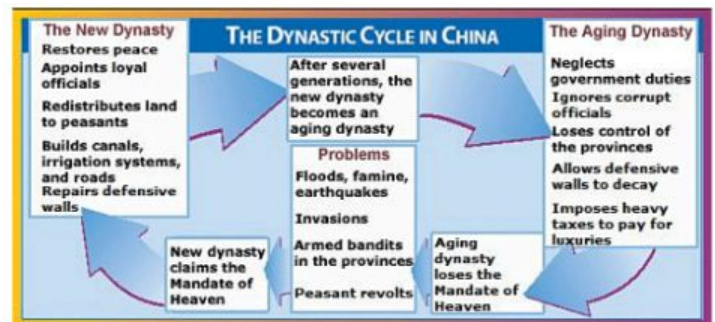 THE DYNASTIC CYCLE IN CHINA
The New Dynasty
Restores peace
Appoints loyal
officials
Redistributes land
to peasants
Builds canals,
irrigation systems,
and roads
Repairs defensive
walls
After several
generations, the
new dynasty
becomes an
aging dynasty
The Aging Dynasty
Neglects
government duties
Ignores corrupt
officials
Loses control of
the provinces
Allows defensive
walls to decay
Imposes heavy
taxes to pay for
luxuries
Aging
dynasty
loses the
Mandate of
Heaven
Problems
Floods, famine,
earthquakes
Invasions
Armed bandits
in the provinces
Peasant revolts
New dynasty
claims the
Mandate of
Heaven